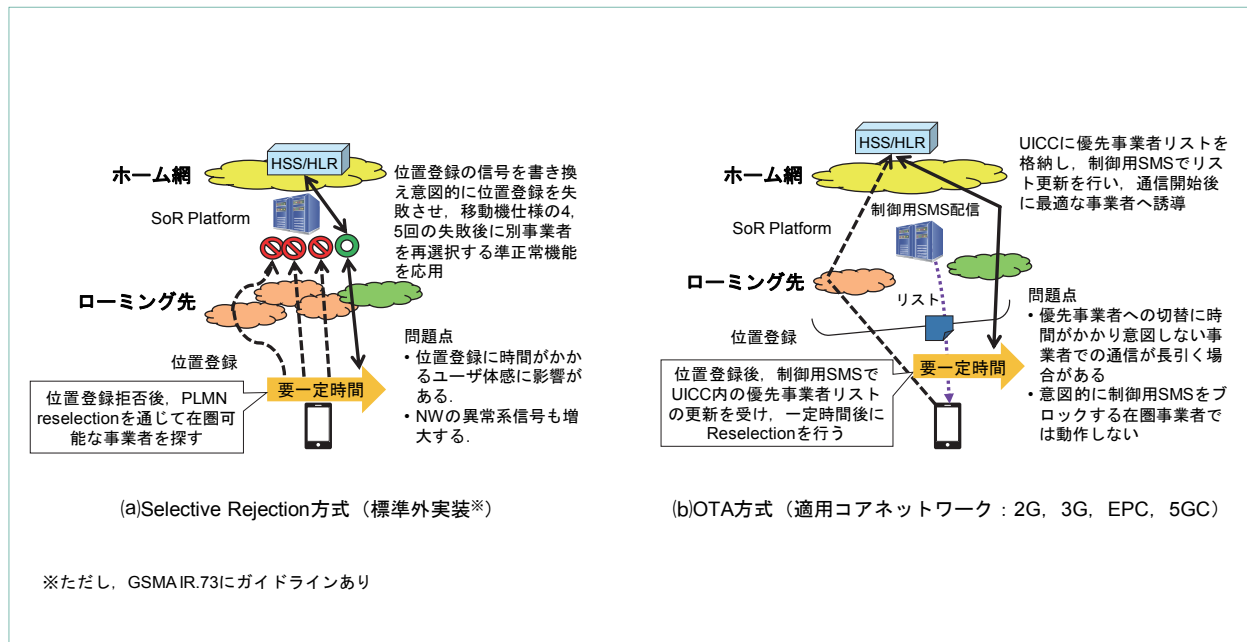 HSS/HLR
ホーム網
SoR Platform
位置登録の信号を書き換
え意図的に位置登録を失
敗させ，移動機仕様の4，
5回の失敗後に別事業者
を再選択する準正常機能
を応用
ローミング先
位置登録
要一定時間
位置登録拒否後，PLMN
reselectionを通じて在圏可
能な事業者を探す
問題点
・位置登録に時間がかか
るユーザ体感に影響が
ある．
・NWの異常系信号も増
大する．
(a)Selective Rejection方式（標準外実装※）
HSS/HLR
ホーム網
UICCに優先事業者リストを
格納し，制御用SMSでリス
ト更新を行い，通信開始後
に最適な事業者へ誘導
制御用SMS配信
SoR Platform
ローミング先
リスト
位置登録
要一定時間
位置登録後，制御用SMSで
UICC内の優先事業者リスト
の更新を受け，一定時間後に
Reselectionを行う
問題点
・優先事業者への切替に時
間がかかり意図しない事
業者での通信が長引く場
合がある
・意図的に制御用SMSをブ
ロックする在圏事業者で
は動作しない
(b)OTA方式（適用コアネットワーク：2G，3G，EPC，5GC）
※ただし，GSMA IR.73にガイドラインあり